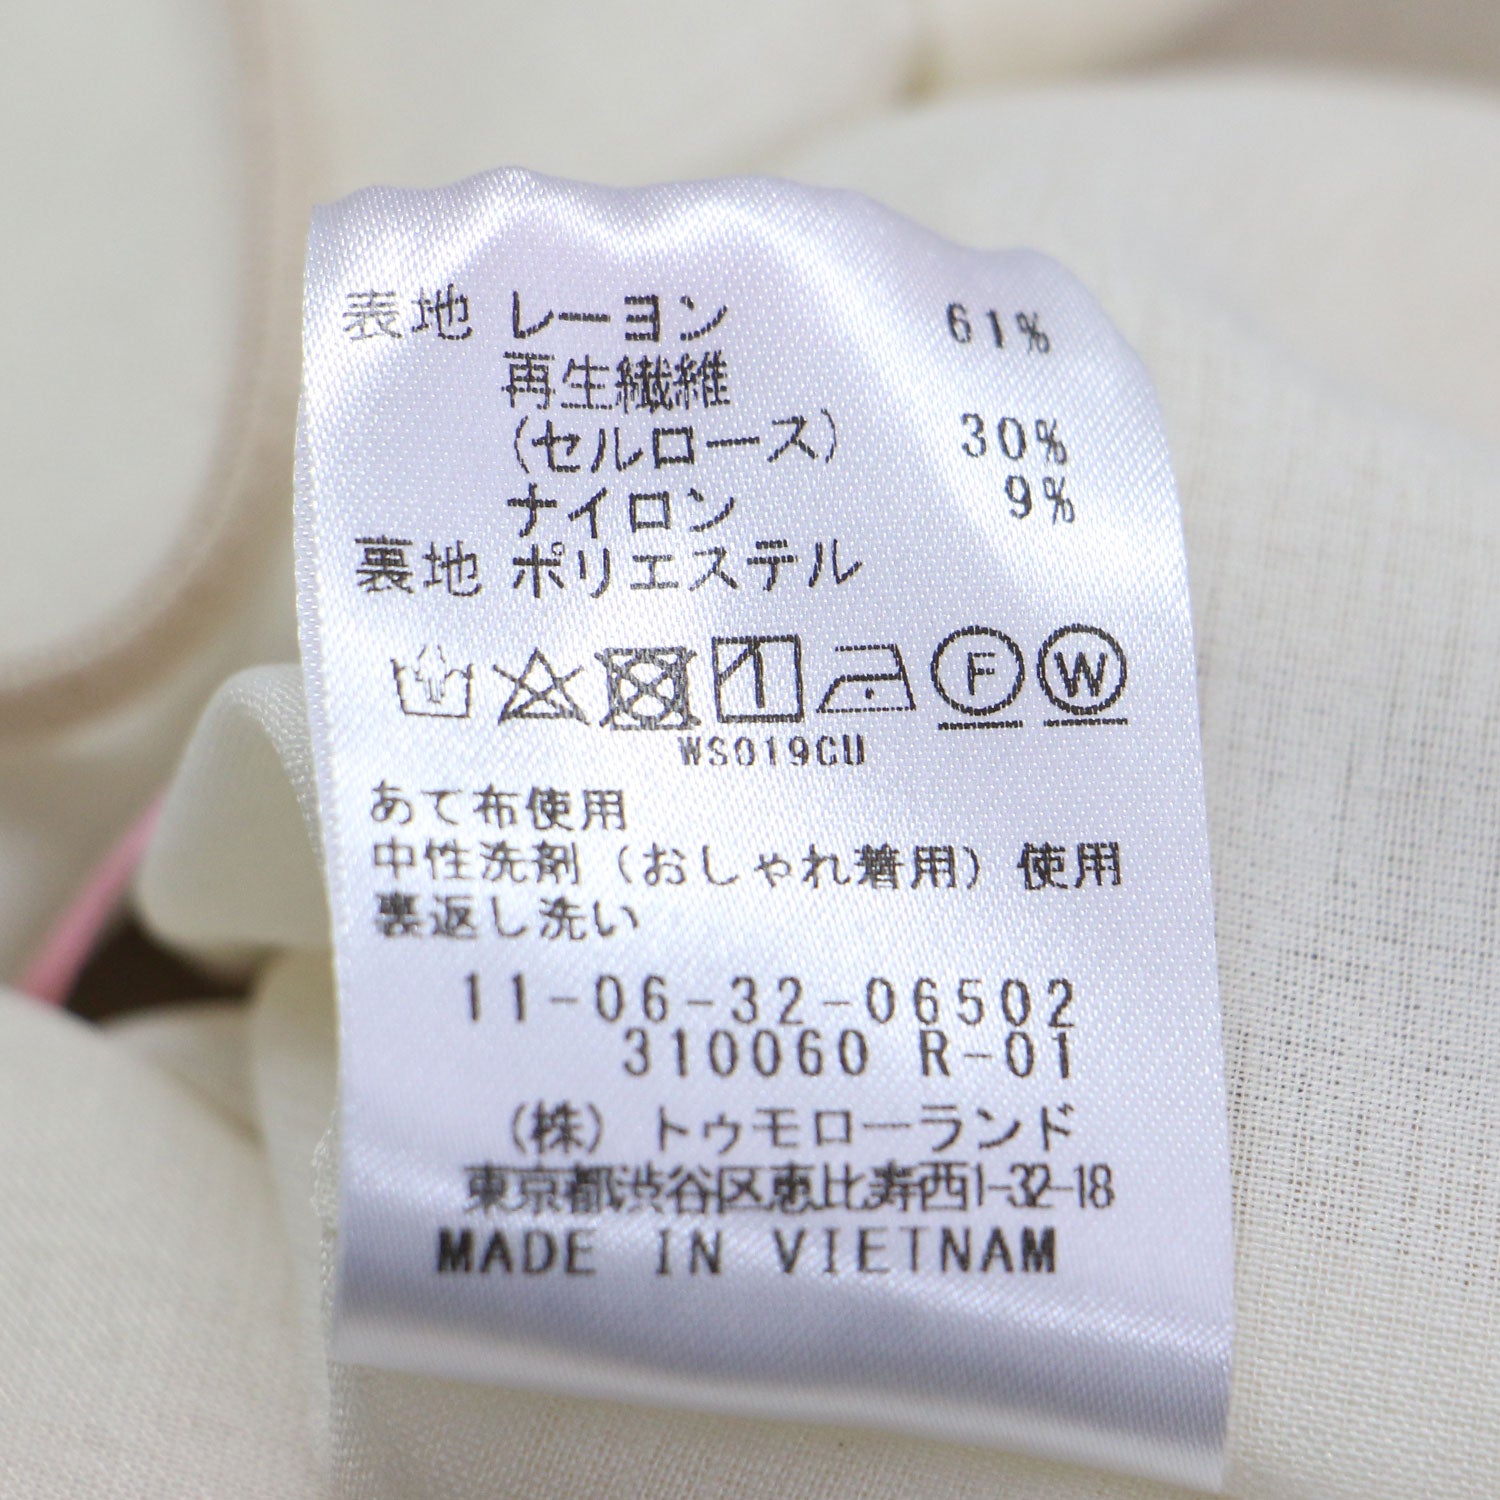 表地 レーヨン 61%
再生繊維
(セルロース) 30%
ナイロン 9%
裏地 ポリエステル
F W
WS019CU
あて布使用
中性洗剤(おしゃれ着用)使用
裏返し洗い
11-06-32-06502
310060 R-01
(株)トゥモローランド
東京都渋谷区恵比寿西1-32-18
MADE IN VIETNAM